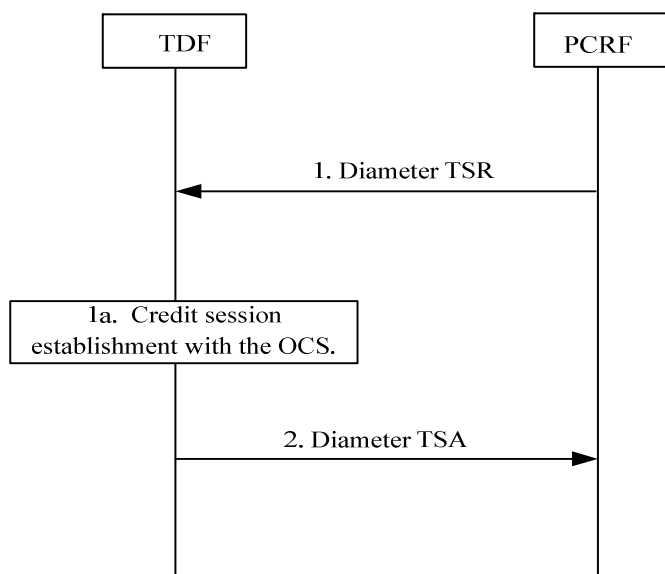 TDF
PCRF
1. Diameter TSR
1a. Credit session
establishment with the OCS.
2. Diameter TSA